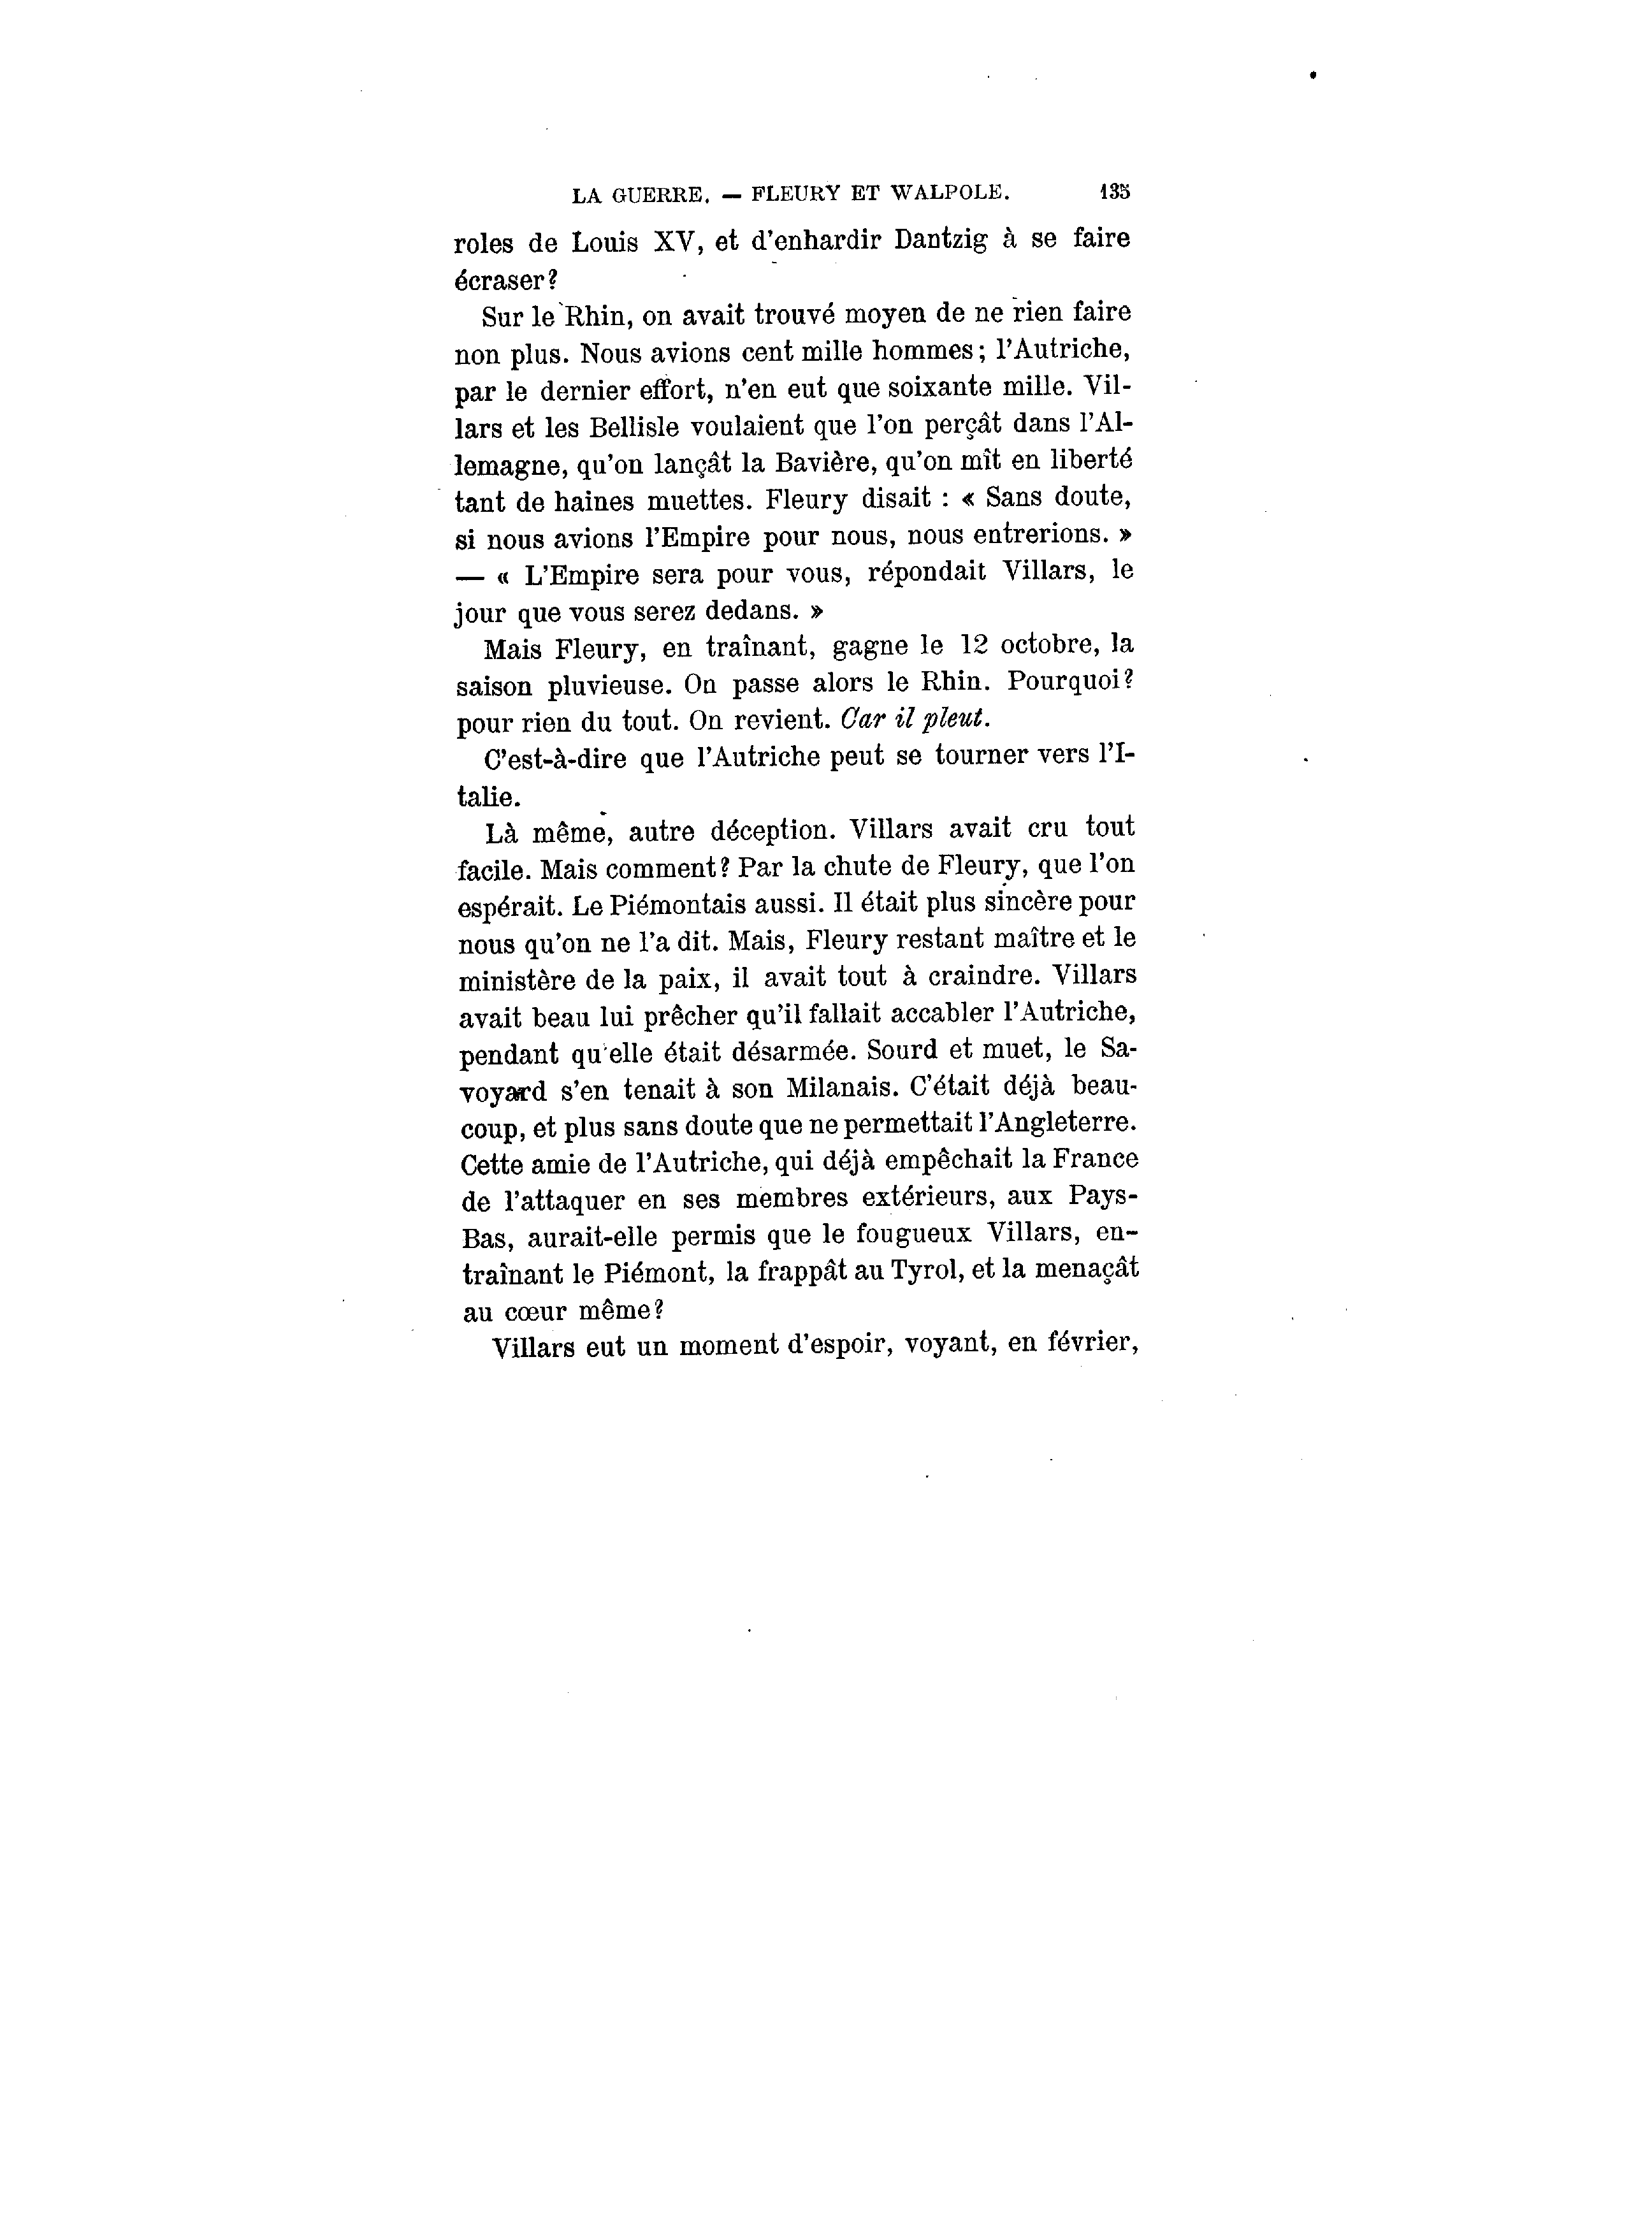 LA GUERRE. — FLEURY ET WALPOLE. 135
roles de Louis XV, et d'enhardir Dantzig à se faire
écraser?
Sur le Rhin, on avait trouvé moyen de ne rien faire
non plus. Nous avions cent mille hommes; l'Autriche,
par le dernier effort, n'en eut que soixante mille. Vil-
lars et les Bellisle voulaient que l'on perçât dans l'Al-
lemagne, qu'on lançât la Bavière, qu'on mît en liberté
tant de haines muettes. Fleury disait : « Sans doute,
si nous avions l'Empire pour nous, nous entrerions. »
— « L'Empire sera pour vous, répondait Villars, le
jour que vous serez dedans. »
Mais Fleury, en traînant, gagne le 12 octobre, la
saison pluvieuse. On passe alors le Rhin. Pourquoi?
pour rien du tout. On revient. Car il pleut.
C'est-à-dire que l'Autriche peut se tourner vers l'I-
talie.
Là même, autre déception. Villars avait cru tout
facile. Mais comment? Par la chute de Fleury, que l'on
espérait. Le Piémontais aussi. Il était plus sincère pour
nous qu'on ne l'a dit. Mais, Fleury restant maître et le
ministère de la paix, il avait tout à craindre. Villars
avait beau lui prêcher qu'il fallait accabler l'Autriche,
pendant qu'elle était désarmée. Sourd et muet, le Sa-
voyard s'en tenait à son Milanais. C'était déjà beau-
coup, et plus sans doute que ne permettait l'Angleterre.
Cette amie de l'Autriche, qui déjà empêchait la France
de l'attaquer en ses membres extérieurs, aux Pays-
Bas, aurait-elle permis que le fougueux Villars, en-
traînant le Piémont, la frappât au Tyrol, et la menaçât
au cœur même?
Villars eut un moment d'espoir, voyant, en février,